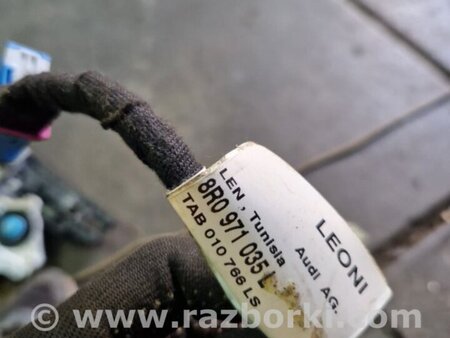 LEONI
Audi AG.
LEN , Tunisia
8R0 971 035 L
TAB 010 766 LS
© www.razborki.com ®